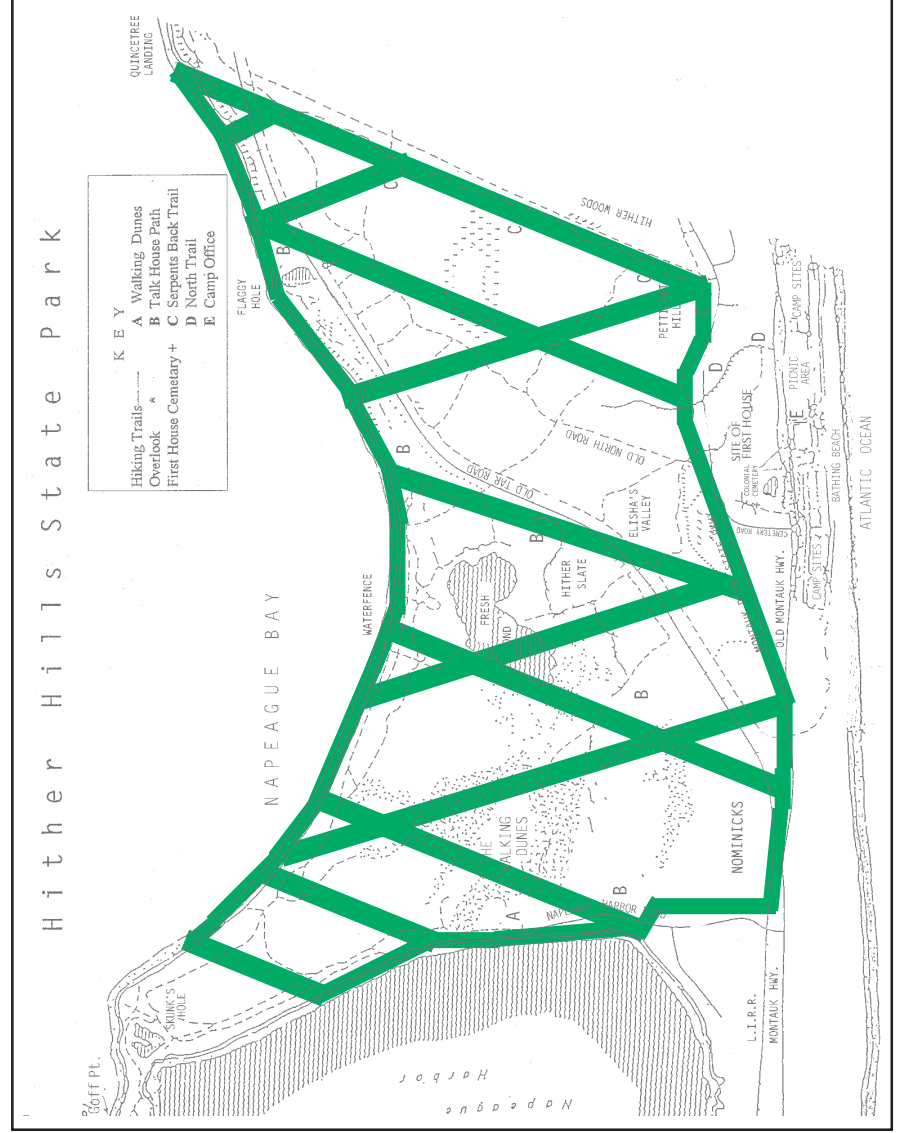 Hither Hills State Park
K E Y
Hiking Trails----
Overlook *
First House Cemetary +
A Walking Dunes
B Talk House Path
C Serpents Back Trail
D North Trail
E Camp Office
QUINCETREE
LANDING
FLAGGY
HOLE
B
C
C
C
HITHER WOODS
NAPEAGUE BAY
WATERFENCE
B
OLD TAR ROAD
OLD NORTH ROAD
D
D
SITE OF
FIRST HOUSE
COLONIAL
CEMETERY
CEMETERY ROAD
PICNIC
AREA
CAMP SITES
E
BATHING BEACH
CAMP SITES
ATLANTIC OCEAN
OLD MONTAUK HWY.
ELISHA'S
VALLEY
HITHER
SLATE
B
FRESH
B
WALKING
DUNES
NOMINICKS
A
B
HARBOR
SKUNK'S
HOLE
Goff Pt.
Napeague
Harbor
Napeague
L.I.R.R.
MONTAUK HWY.